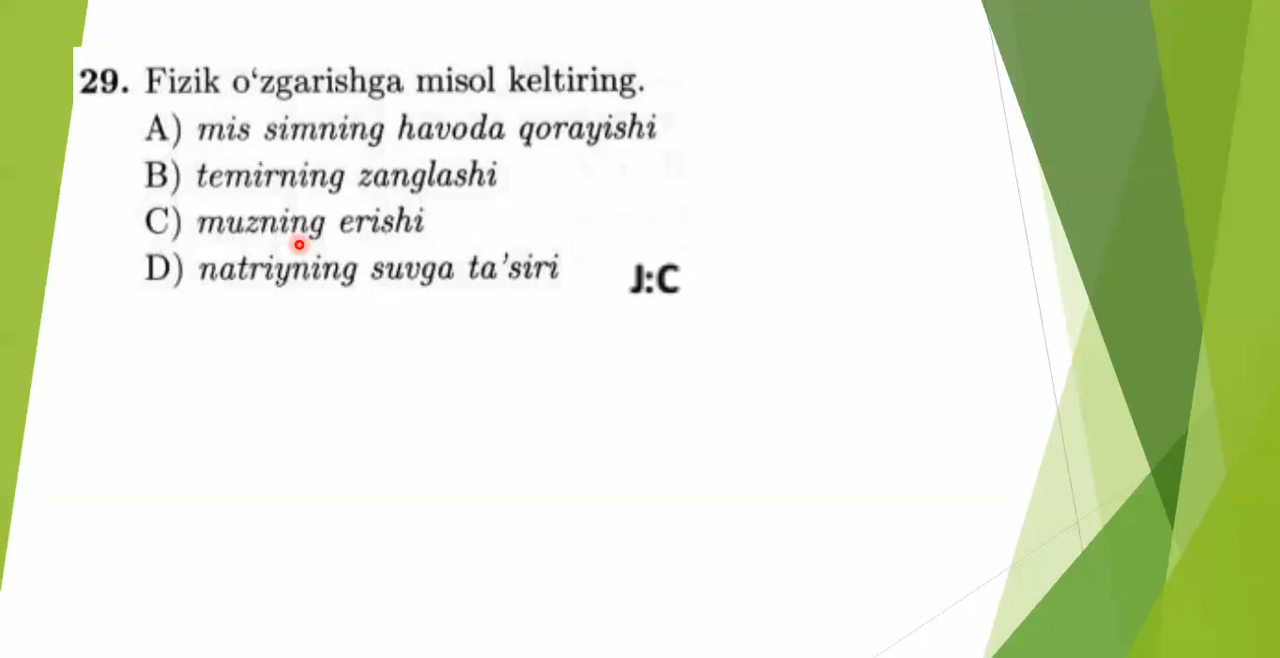 29. Fizik o‘zgarishga misol keltiring.
A) mis simning havoda qorayishi
B) temirning zanglashi
C) muzning erishi
D) natriyning suvga ta’siri
J:C